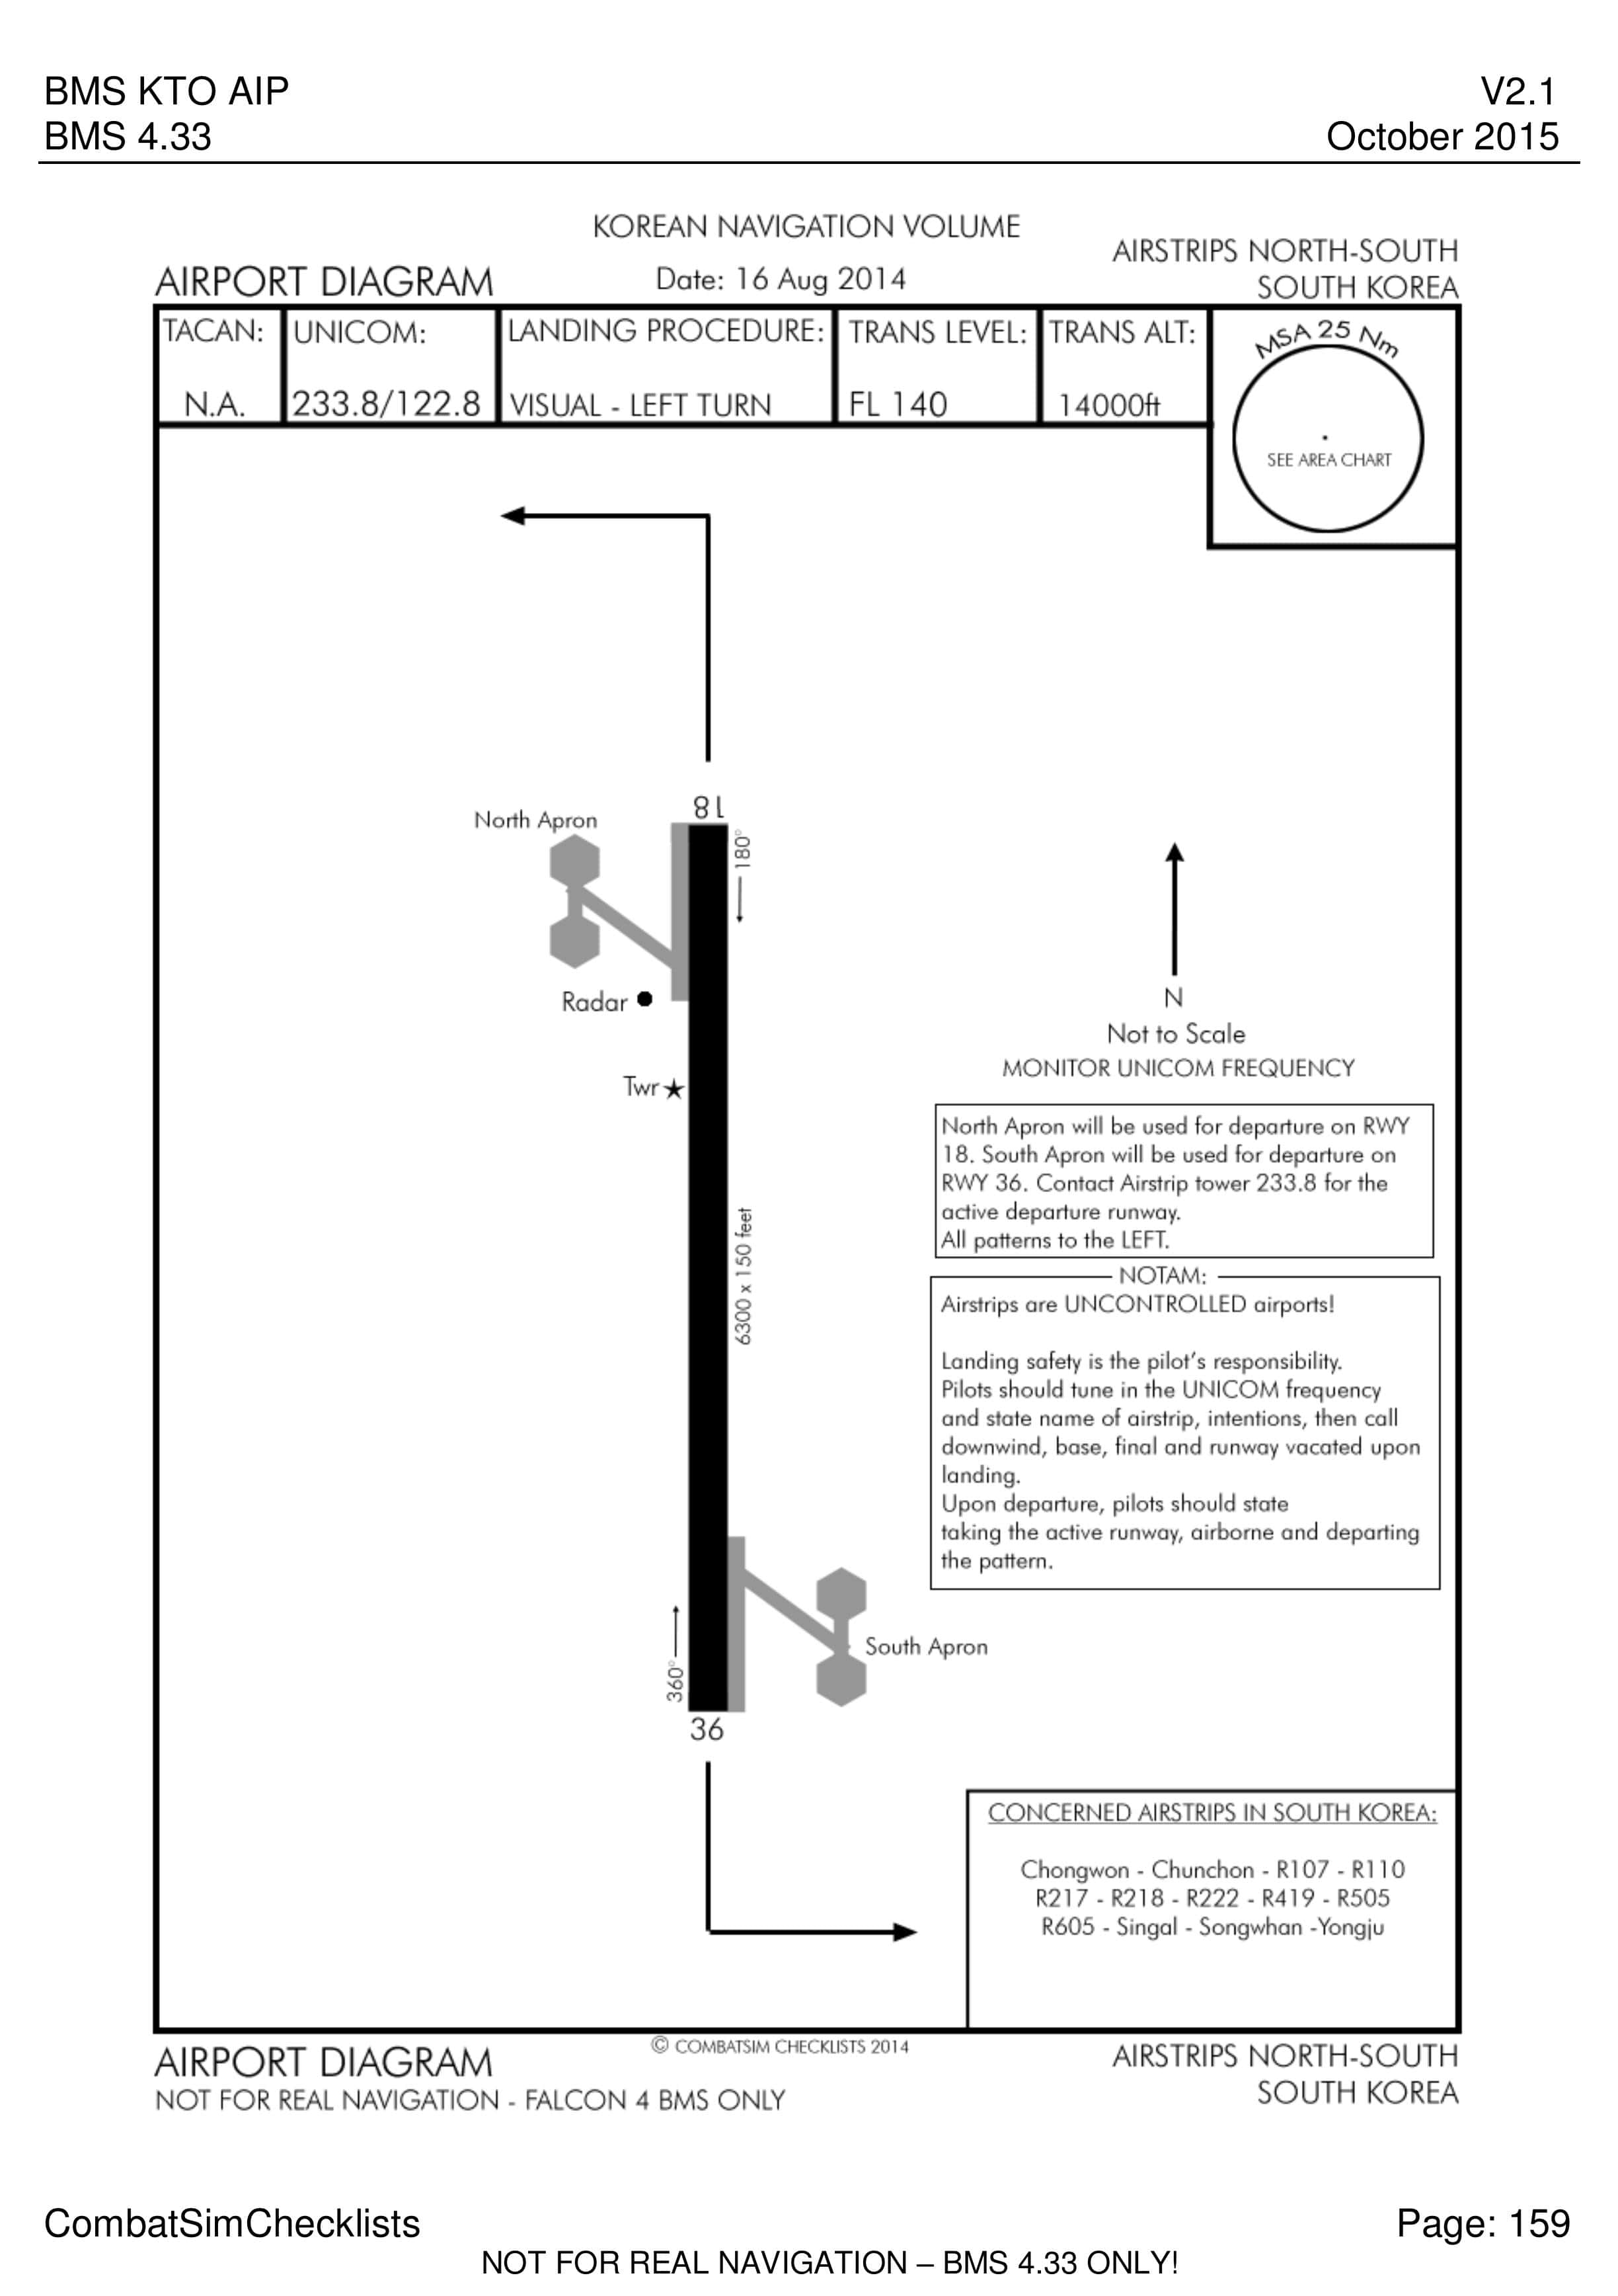 BMS KTO AIP
V2.1
BMS 4.33
October 2015
KOREAN NAVIGATION VOLUME
AIRPORT DIAGRAM
Date: 16 Aug 2014
AIRSTRIPS NORTH-SOUTH
SOUTH KOREA
TACAN:
N.A.
UNICOM:
233.8/122.8
LANDING PROCEDURE:
VISUAL - LEFT TURN
TRANS LEVEL:
FL 140
TRANS ALT:
14000ft
MSA 25 Nm
SEE AREA CHART
18
North Apron
180°
Radar
Twr
6300 x 150 feet
N
Not to Scale
MONITOR UNICOM FREQUENCY
North Apron will be used for departure on RWY
18. South Apron will be used for departure on
RWY 36. Contact Airstrip tower 233.8 for the
active departure runway.
All patterns to the LEFT.
NOTAM:
Airstrips are UNCONTROLLED airports!
Landing safety is the pilot's responsibility.
Pilots should tune in the UNICOM frequency
and state name of airstrip, intentions, then call
downwind, base, final and runway vacated upon
landing.
Upon departure, pilots should state
taking the active runway, airborne and departing
the pattern.
South Apron
360°
36
CONCERNED AIRSTRIPS IN SOUTH KOREA:
Chongwon - Chunchon - R107 - R110
R217 - R218 - R222 - R419 - R505
R605 - Singal - Songwhan -Yongju
AIRPORT DIAGRAM
© COMBATSIM CHECKLISTS 2014
AIRSTRIPS NORTH-SOUTH
NOT FOR REAL NAVIGATION - FALCON 4 BMS ONLY
SOUTH KOREA
CombatSimChecklists
Page: 159
NOT FOR REAL NAVIGATION – BMS 4.33 ONLY!